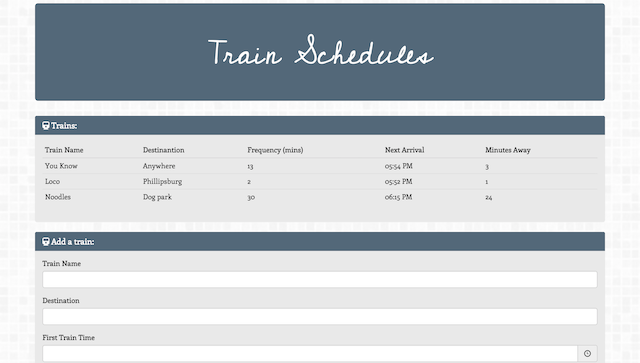 Train Schedules
Trains:
Train Name Destinantion Frequency (mins) Next Arrival Minutes Away
You Know Anywhere 13 05:54 PM 3
Loco Phillipsburg 2 05:52 PM 1
Noodles Dog park 30 06:15 PM 24
Add a train:
Train Name
Destination
First Train Time